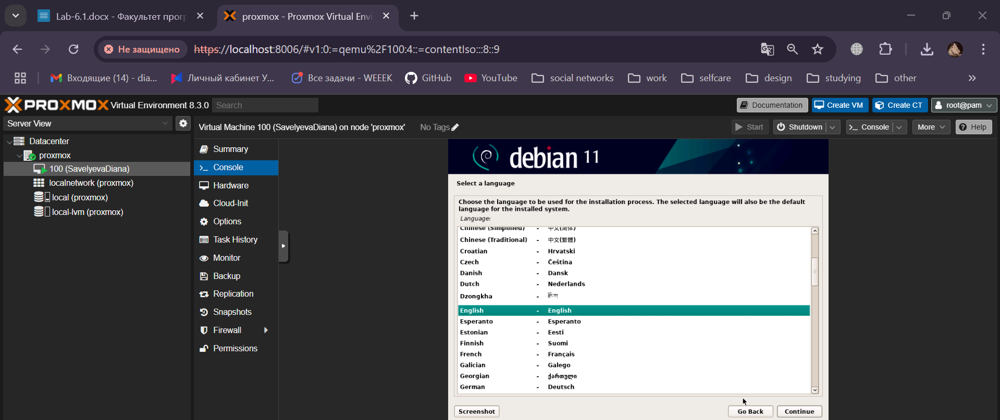 Lab-6.1.docx - Факультет прогр
proxmox - Proxmox Virtual Envi
Не защищено
https://localhost:8006/#v1:0:=qemu%2F100:4::=contentIso:::8::9
Входящие (14) - dia...
Личный кабинет У...
Все задачи - WEEEK
GitHub
YouTube
social networks
work
selfcare
design
studying
other
PROXMOX Virtual Environment 8.3.0
Search
Documentation
Create VM
Create CT
root@pam
Server View
Virtual Machine 100 (SavelyevaDiana) on node 'proxmox'
No Tags
Start
Shutdown
Console
More
Help
Datacenter
proxmox
100 (SavelyevaDiana)
localnetwork (proxmox)
local (proxmox)
local-lvm (proxmox)
Summary
Console
Hardware
Cloud-Init
Options
Task History
Monitor
Backup
Replication
Snapshots
Firewall
Permissions
debian 11
Select a language
Choose the language to be used for the installation process. The selected language will also be the default
language for the installed system.
Language:
Chinese (Simplified) - 中文(简体)
Chinese (Traditional) - 中文(繁體)
Croatian - Hrvatski
Czech - Čeština
Danish - Dansk
Dutch - Nederlands
Dzongkha - རྫོང་ཁ།
English - English
Esperanto - Esperanto
Estonian - Eesti
Finnish - Suomi
French - Français
Galician - Galego
Georgian - ქართული
German - Deutsch
Screenshot
Go Back
Continue